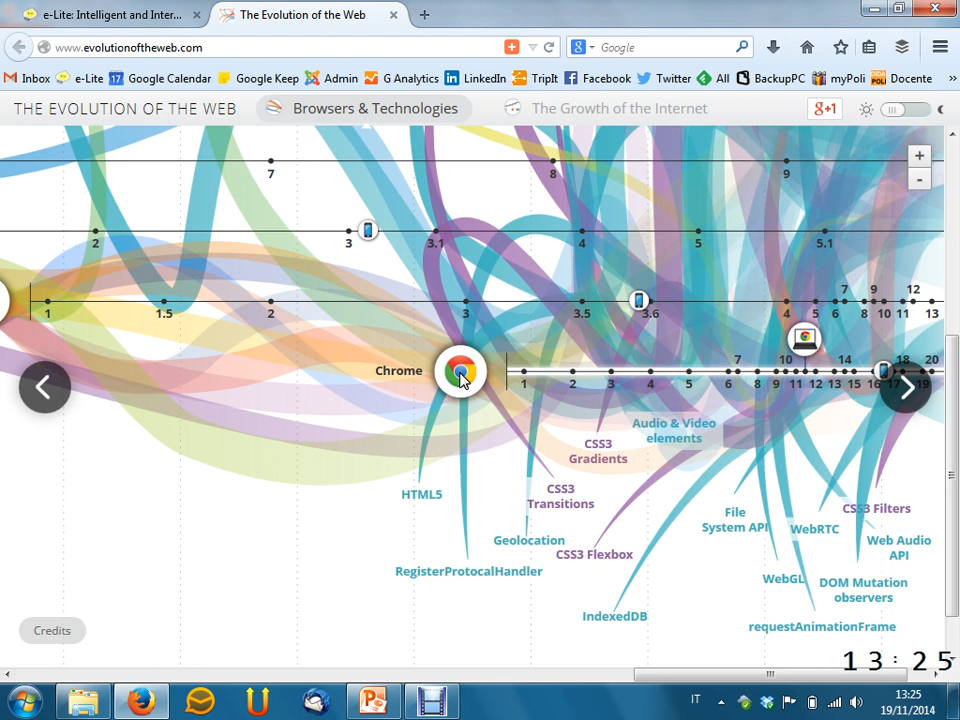 e-Lite: Intelligent and Inter...
The Evolution of the Web
www.evolutionoftheweb.com
Google
Inbox e-Lite Google Calendar Google Keep Admin G Analytics LinkedIn TripIt Facebook Twitter All BackupPC myPoli Docente »
THE EVOLUTION OF THE WEB Browsers & Technologies The Growth of the Internet g+1
+
-
7 8 9
2 3 3.1 4 5 5.1
7 9 12
1 1.5 2 3 3.5 3.6 4 5 6 8 10 11 13
Chrome
7 10 14 18 20
1 2 3 4 5 6 8 9 11 12 13 15 16 17 19
Audio & Video
elements
CSS3
Gradients
HTML5
CSS3
Transitions
CSS3 Filters
File
System API
WebRTC
Geolocation
Web Audio
API
CSS3 Flexbox
RegisterProtocalHandler
WebGL
DOM Mutation
observers
IndexedDB
requestAnimationFrame
Credits
13:25
IT
13:25
19/11/2014